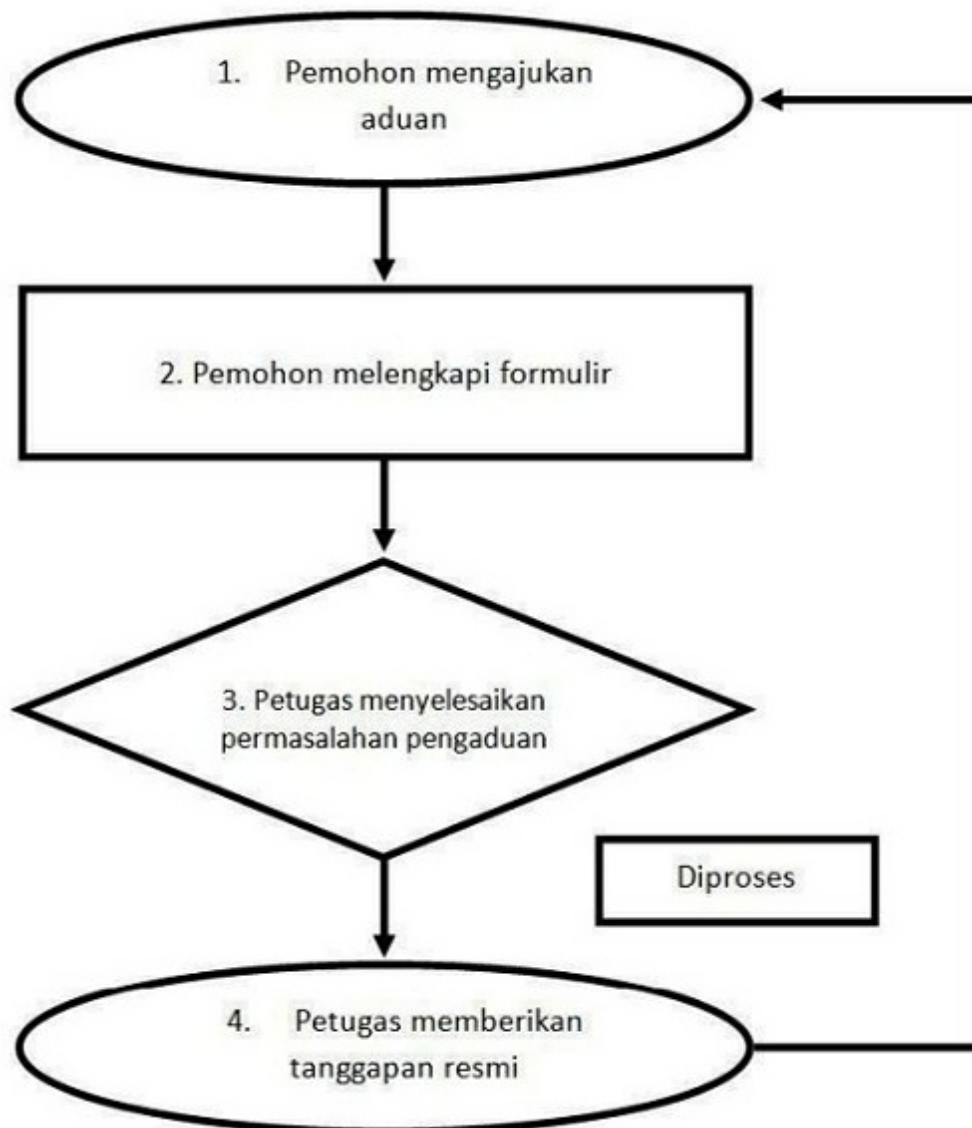 1. Pemohon mengajukan
aduan
2. Pemohon melengkapi formulir
3. Petugas menyelesaikan
permasalahan pengaduan
Diproses
4. Petugas memberikan
tanggapan resmi